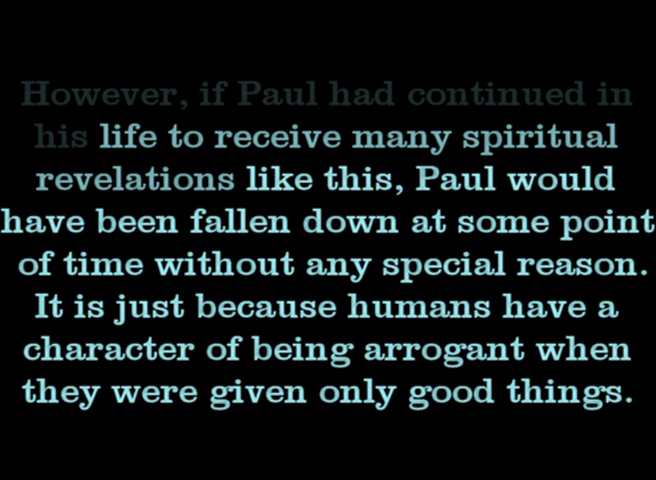 However, if Paul had continued in
his life to receive many spiritual
revelations like this, Paul would
have been fallen down at some point
of time without any special reason.
It is just because humans have a
character of being arrogant when
they were given only good things.